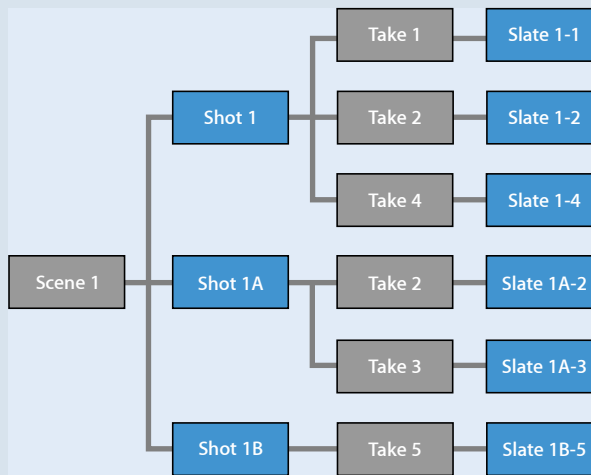 Take 1
Slate 1-1
Shot 1
Take 2
Slate 1-2
Take 4
Slate 1-4
Scene 1
Shot 1A
Take 2
Slate 1A-2
Take 3
Slate 1A-3
Shot 1B
Take 5
Slate 1B-5